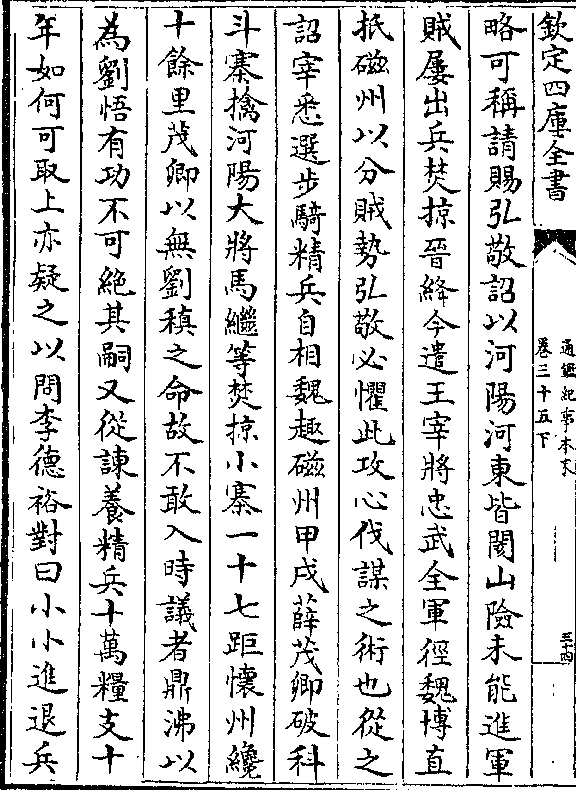 欽定四庫全書
通鑑紀事本末
卷三十五下
三十四
略可稱請賜弘敬詔以河陽河東皆閡山險未能進軍
賊屢出兵焚掠晉絳今遣王宰將忠武全軍徑魏博直
抵磁州以分賊勢弘敬必懼此攻心伐謀之術也從之
詔宰悉選步騎精兵自相魏趣磁州甲戌薛茂卿破科
斗寨擒河陽大將馬繼等焚掠小寨一十七距懷州纔
十餘里茂卿以無劉稹之命故不敢入時議者鼎沸以
為劉悟有功不可絕其嗣又從諫養精兵十萬糧支十
年如何可取上亦疑之以問李德裕對曰小小進退兵